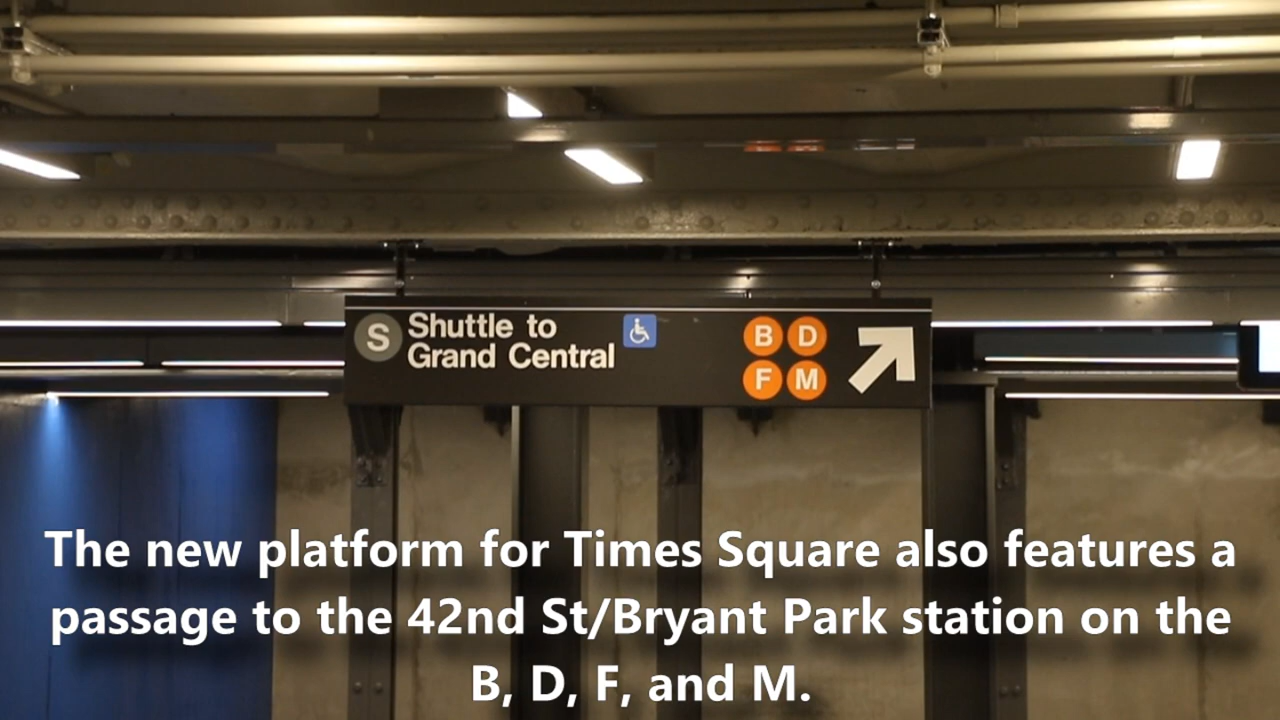 S Shuttle to
Grand Central
B D
F M
The new platform for Times Square also features a
passage to the 42nd St/Bryant Park station on the
B, D, F, and M.